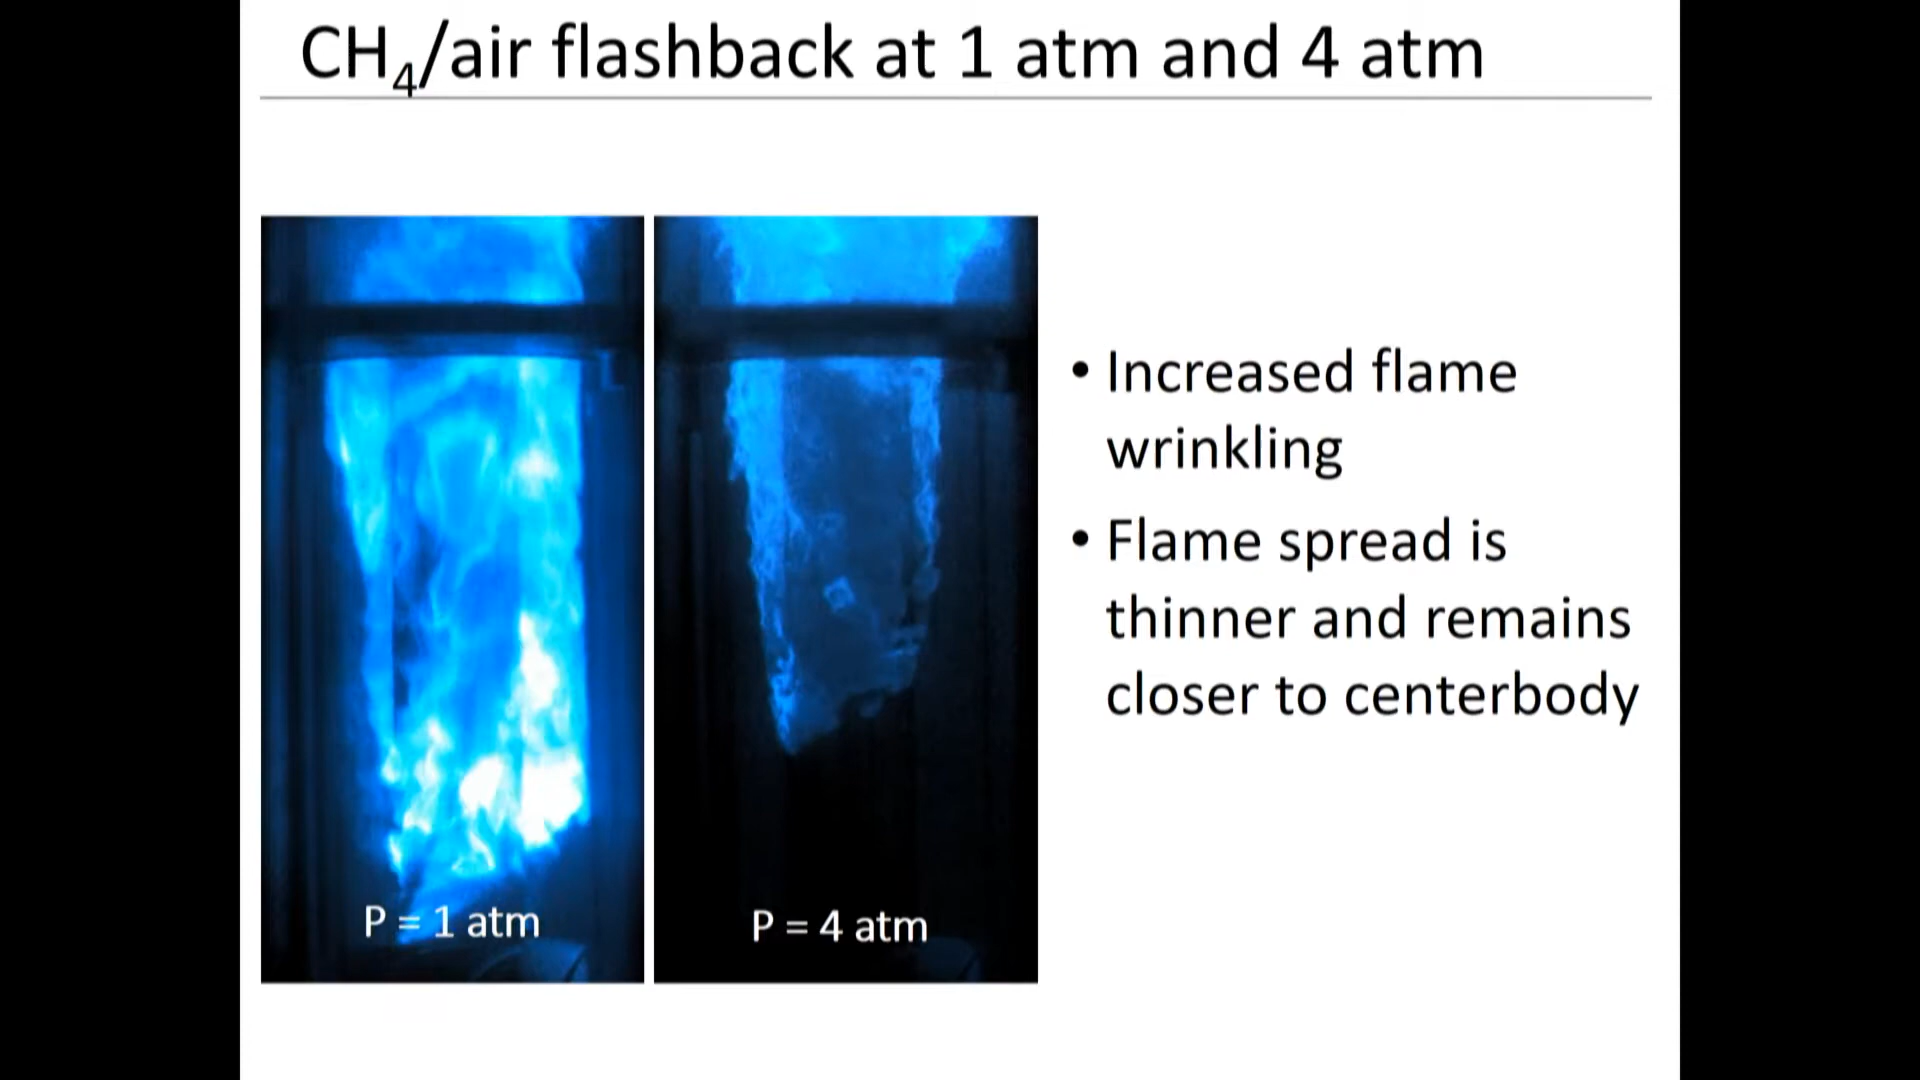 CH₄/air flashback at 1 atm and 4 atm
P = 1 atm
P = 4 atm
• Increased flame
wrinkling
• Flame spread is
thinner and remains
closer to centerbody